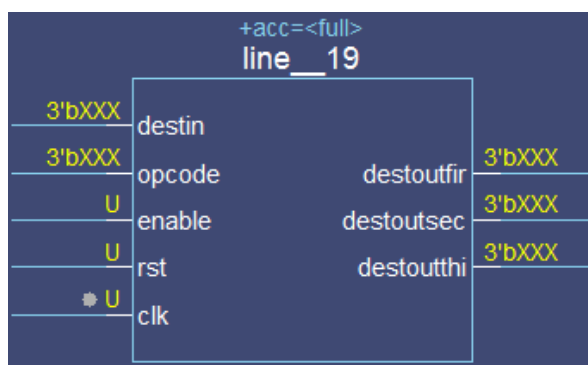 +acc=<full>
line__19
3'bXXX
destin
3'bXXX
opcode
destoutfir
3'bXXX
U
enable
destoutsec
3'bXXX
U
rst
destoutthi
3'bXXX
U
clk